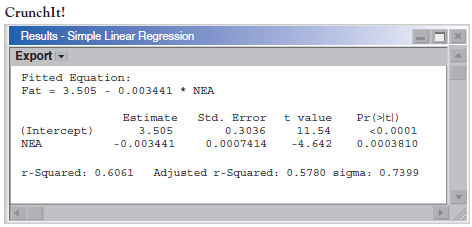 CrunchIt!
Results - Simple Linear Regression
Export
Fitted Equation:
Fat = 3.505 - 0.003441 * NEA
Estimate Std. Error t value Pr(>|t|)
(Intercept) 3.505 0.3036 11.54 <0.0001
NEA -0.003441 0.0007414 -4.642 0.0003810
r-Squared: 0.6061 Adjusted r-Squared: 0.5780 sigma: 0.7399